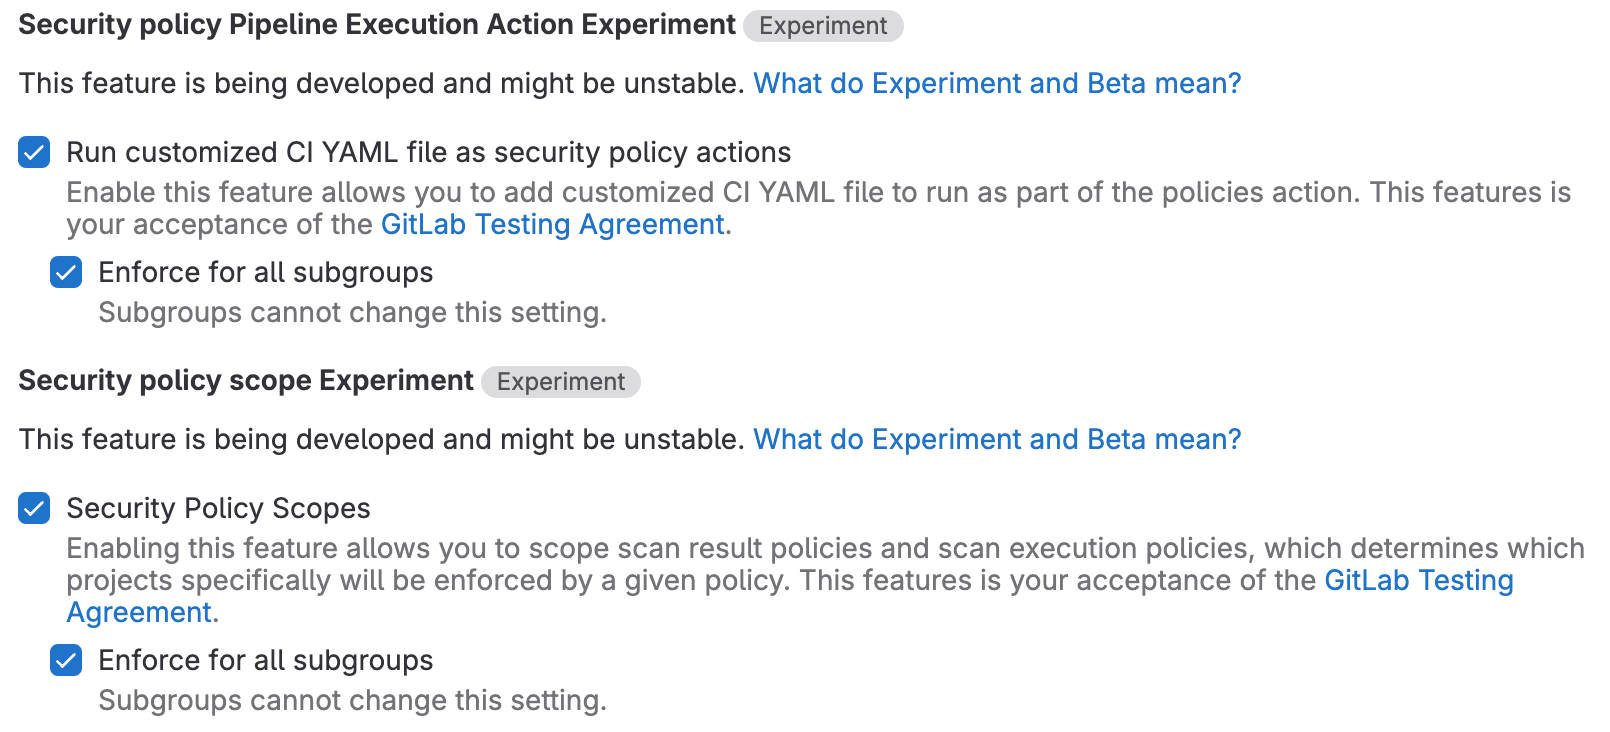 Security policy Pipeline Execution Action Experiment Experiment
This feature is being developed and might be unstable. What do Experiment and Beta mean?
Run customized CI YAML file as security policy actions
Enable this feature allows you to add customized CI YAML file to run as part of the policies action. This features is
your acceptance of the GitLab Testing Agreement.
Enforce for all subgroups
Subgroups cannot change this setting.
Security policy scope Experiment Experiment
This feature is being developed and might be unstable. What do Experiment and Beta mean?
Security Policy Scopes
Enabling this feature allows you to scope scan result policies and scan execution policies, which determines which
projects specifically will be enforced by a given policy. This features is your acceptance of the GitLab Testing
Agreement.
Enforce for all subgroups
Subgroups cannot change this setting.